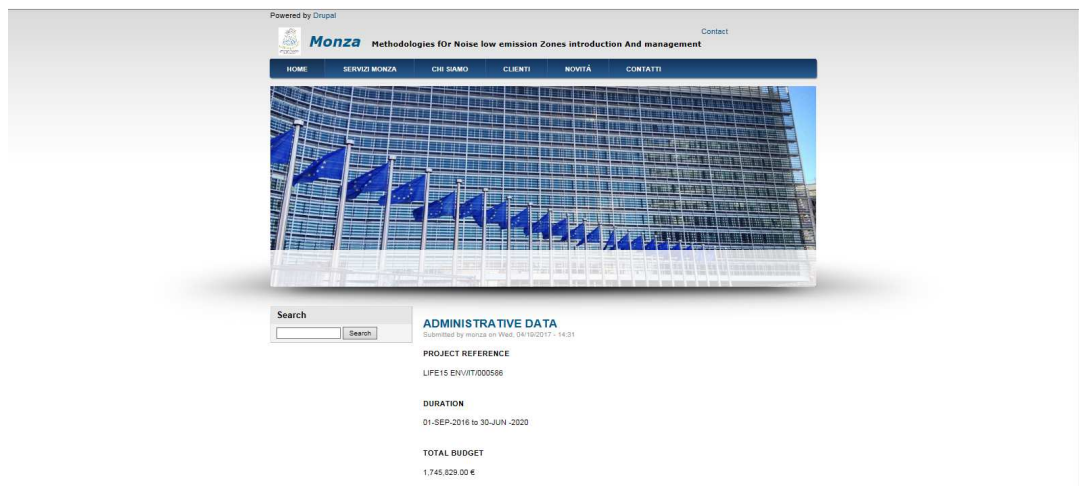 Powered by Drupal
Contact
Monza Methodologies fOr Noise low emission Zones introduction And management
HOME SERVIZI MONZA CHI SIAMO CLIENTI NOVITÁ CONTATTI
Search
Search
ADMINISTRATIVE DATA
Submitted by monza on Wed, 04/19/2017 - 14:31
PROJECT REFERENCE
LIFE15 ENV/IT/000586
DURATION
01-SEP-2016 to 30-JUN -2020
TOTAL BUDGET
1,745,829.00 €